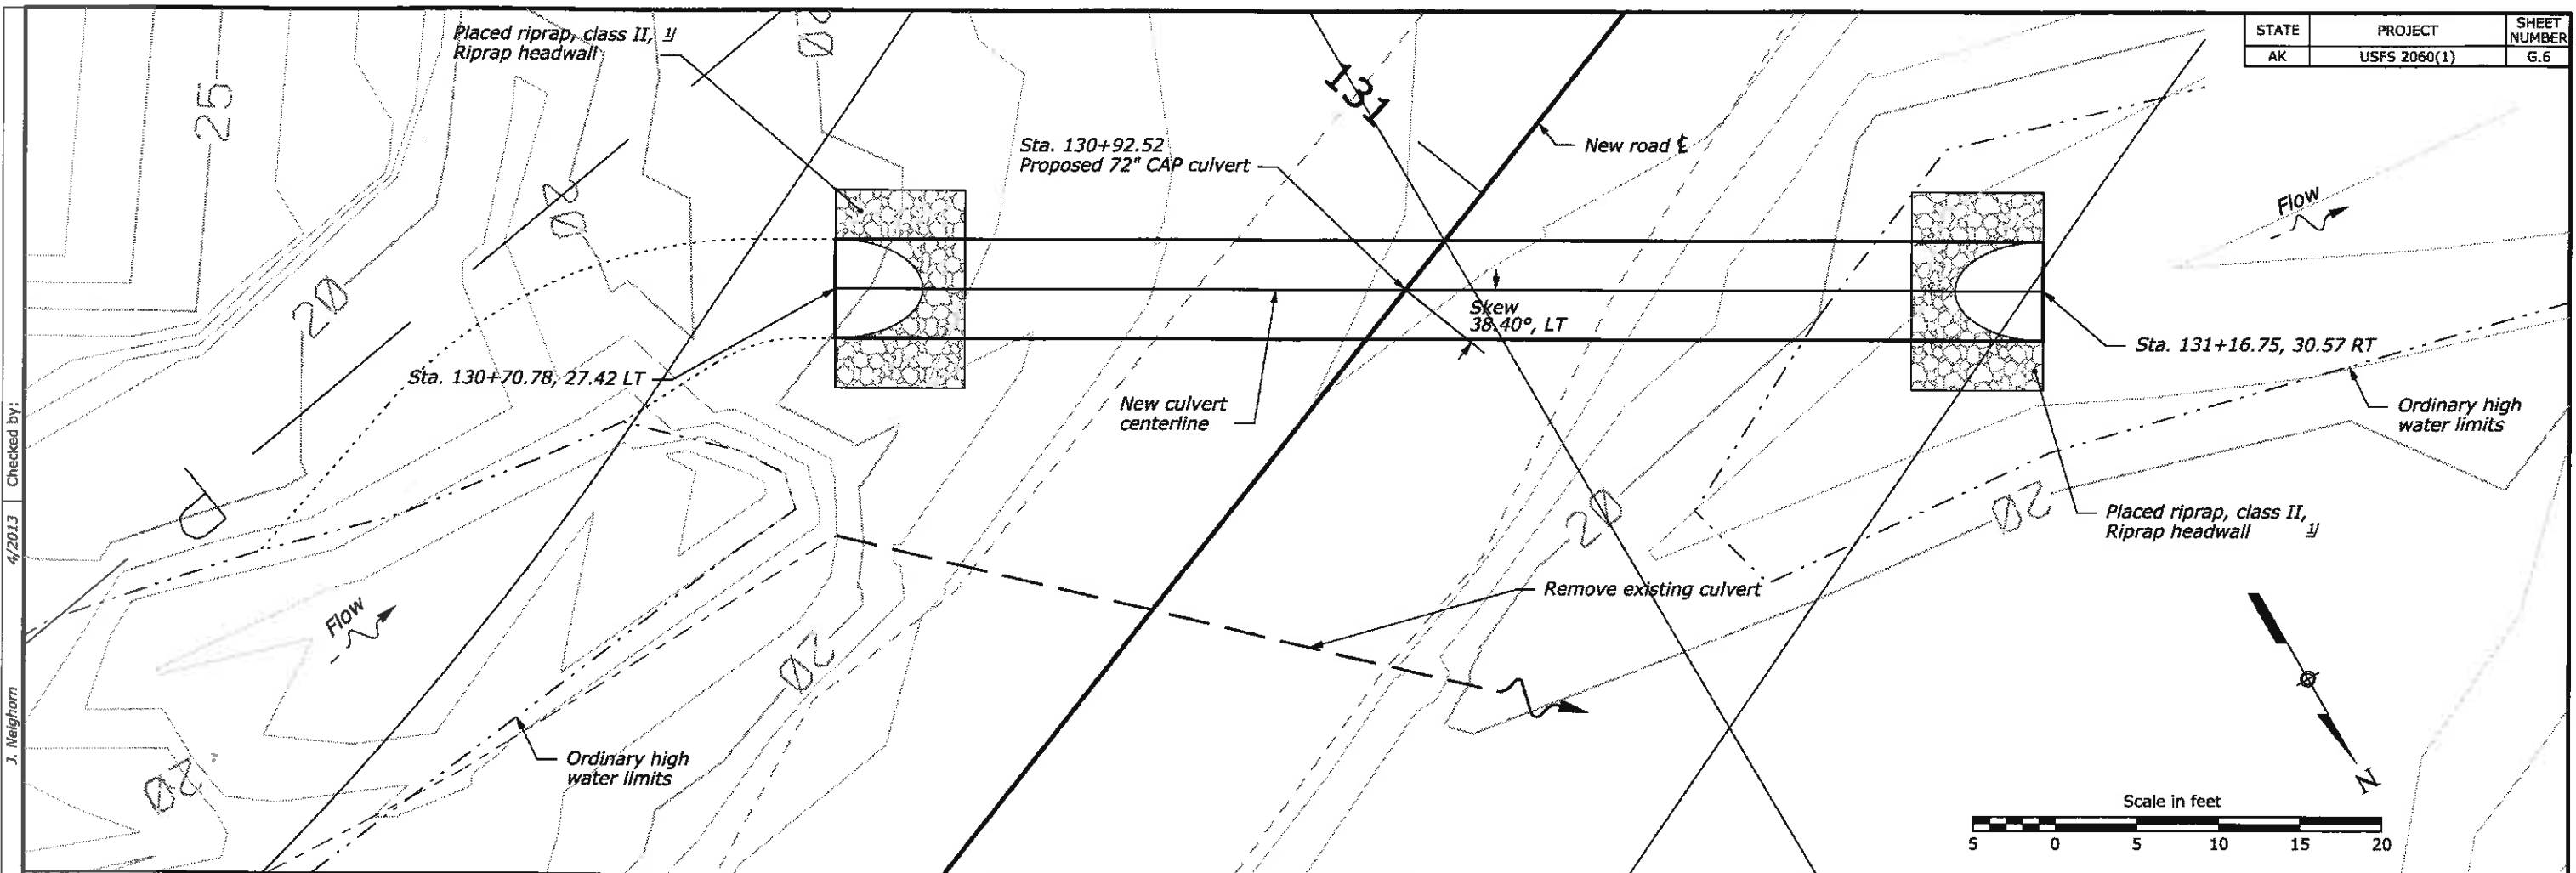 Placed riprap, class II, 1/
Riprap headwall
STATE PROJECT SHEET NUMBER
AK USFS 2060(1) G.6
25
20
131
Sta. 130+92.52
Proposed 72" CAP culvert
New road ℄
20
Flow
20
Skew
38.40°, LT
Sta. 130+70.78, 27.42 LT
Sta. 131+16.75, 30.57 RT
New culvert
centerline
Ordinary high
water limits
20
20
Placed riprap, class II,
Riprap headwall 1/
Remove existing culvert
Flow
20
Ordinary high
water limits
20
N
Scale in feet
5 0 5 10 15 20
Checked by:
4/2013
J. Neighorn